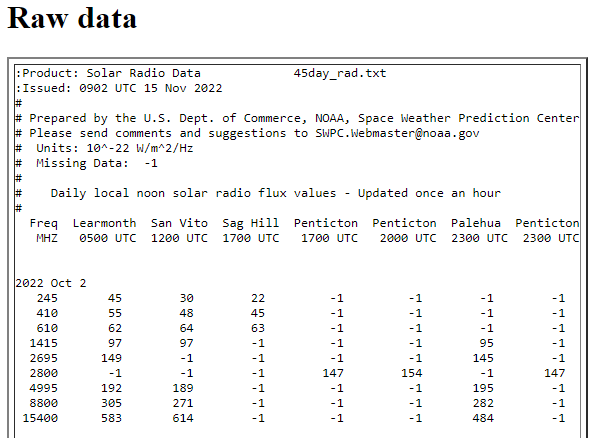 Raw data
:Product: Solar Radio Data             45day_rad.txt
:Issued: 0902 UTC 15 Nov 2022
#
# Prepared by the U.S. Dept. of Commerce, NOAA, Space Weather Prediction Center
# Please send comments and suggestions to SWPC.Webmaster@noaa.gov
#  Units: 10^-22 W/m^2/Hz
#  Missing Data:  -1
#
#    Daily local noon solar radio flux values - Updated once an hour
#
  Freq  Learmonth  San Vito  Sag Hill  Penticton  Penticton  Palehua  Penticton
   MHZ   0500 UTC  1200 UTC  1700 UTC   1700 UTC   2000 UTC  2300 UTC  2300 UTC
2022 Oct 2
   245       45        30        22        -1         -1        -1        -1
   410       55        48        45        -1         -1        -1        -1
   610       62        64        63        -1         -1        -1        -1
  1415       97        97        -1        -1         -1        95        -1
  2695      149        -1        -1        -1         -1       145        -1
  2800       -1        -1        -1       147        154        -1       147
  4995      192       189        -1        -1         -1       195        -1
  8800      305       271        -1        -1         -1       282        -1
 15400      583       614        -1        -1         -1       484        -1